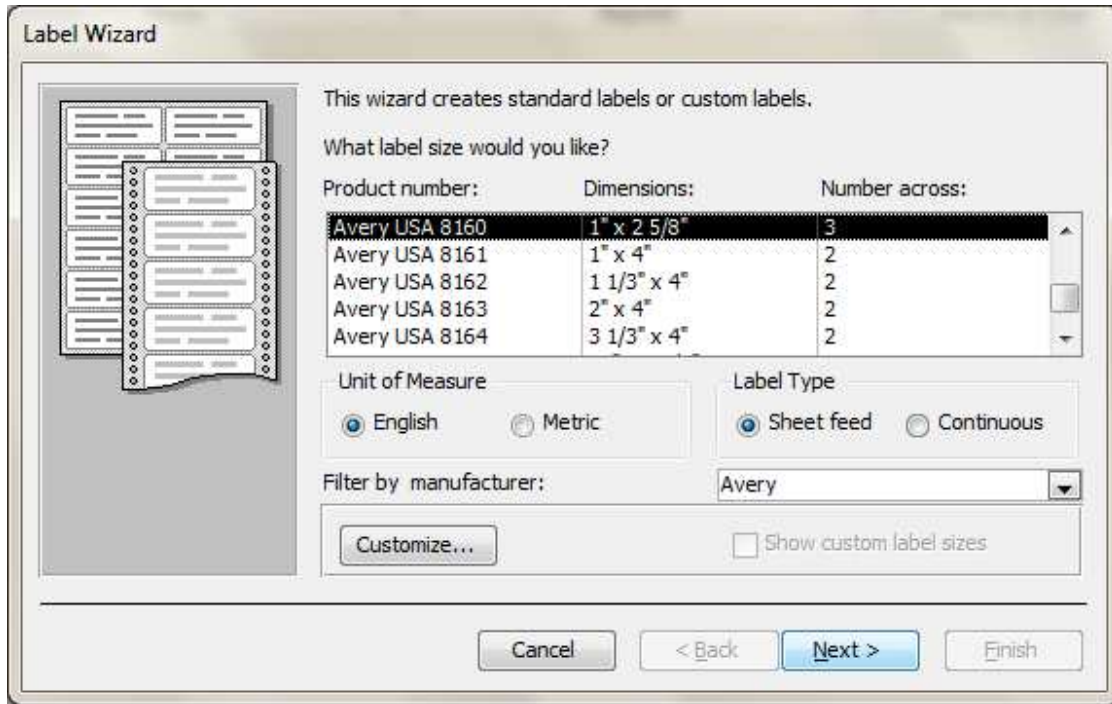 Label Wizard
This wizard creates standard labels or custom labels.
What label size would you like?
Product number: Dimensions: Number across:
Avery USA 8160 1" x 2 5/8" 3
Avery USA 8161 1" x 4" 2
Avery USA 8162 1 1/3" x 4" 2
Avery USA 8163 2" x 4" 2
Avery USA 8164 3 1/3" x 4" 2
Unit of Measure Label Type
English Metric Sheet feed Continuous
Filter by manufacturer: Avery
Customize... Show custom label sizes
Cancel < Back Next > Finish